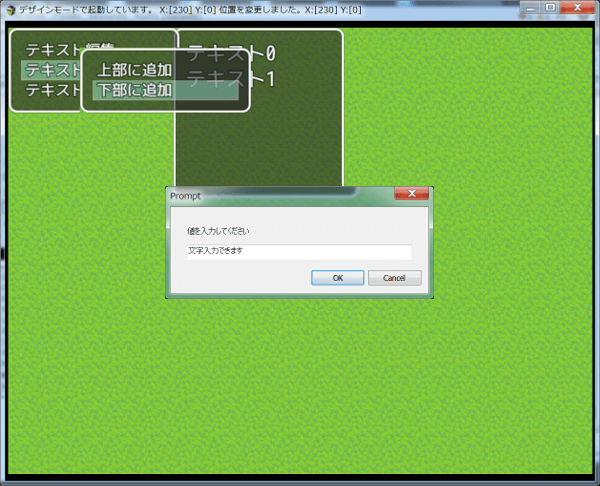 デザインモードで起動しています。 X:[230] Y:[0] 位置を変更しました。X:[230] Y:[0]
テキスト編集
テキスト
テキスト
上部に追加
下部に追加
テキスト0
テキスト1
Prompt
値を入力してください
文字入力できます
OK
Cancel